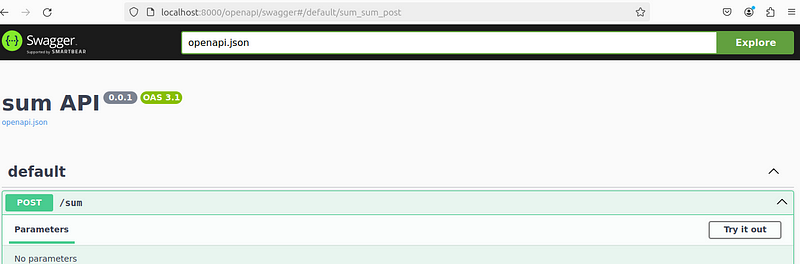 localhost:8000/openapi/swagger#/default/sum_sum_post
Swagger.
Supported by SMARTBEAR
openapi.json
Explore
sum API 0.0.1 OAS 3.1
openapi.json
default
POST /sum
Parameters
Try it out
No parameters